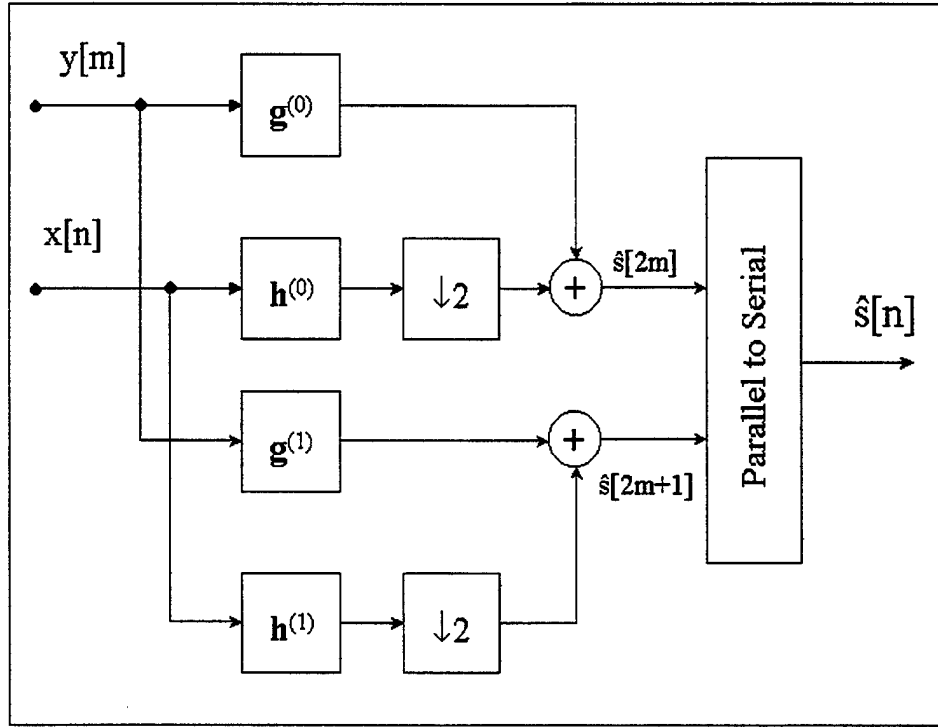 y[m]
g⁽⁰⁾
x[n]
h⁽⁰⁾
↓2
+
ŝ[2m]
Parallel to Serial
ŝ[n]
g⁽¹⁾
+
ŝ[2m+1]
h⁽¹⁾
↓2